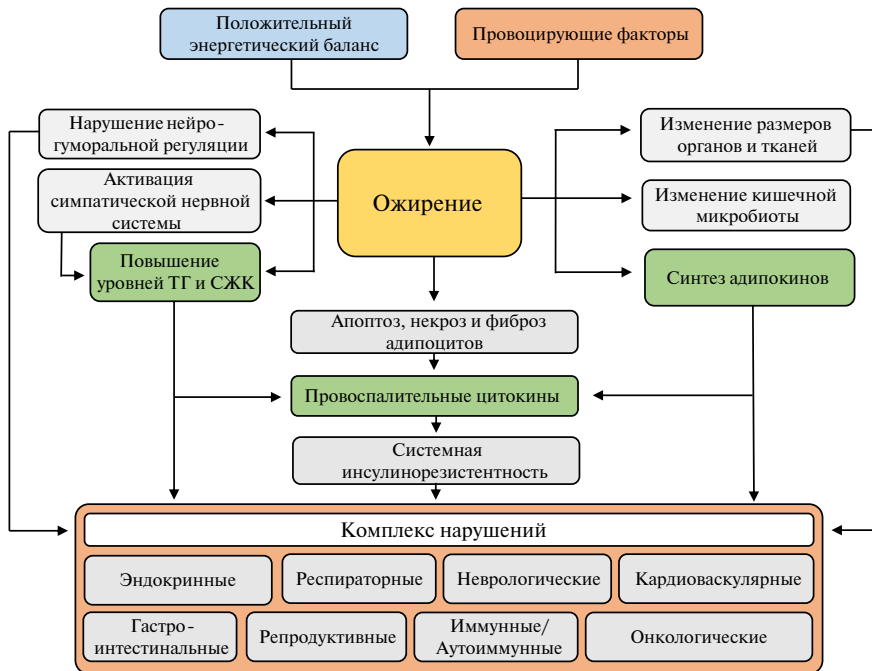 Положительный
энергетический баланс
Провоцирующие факторы
Нарушение нейро-
гуморальной регуляции
Активация
симпатической нервной
системы
Повышение
уровней ТГ и СЖК
Ожирение
Изменение размеров
органов и тканей
Изменение кишечной
микробиоты
Синтез адипокинов
Апоптоз, некроз и фиброз
адипоцитов
Провоспалительные цитокины
Системная
инсулинорезистентность
Комплекс нарушений
Эндокринные
Респираторные
Неврологические
Кардиоваскулярные
Гастро-
интестинальные
Репродуктивные
Иммунные/
Аутоиммунные
Онкологические